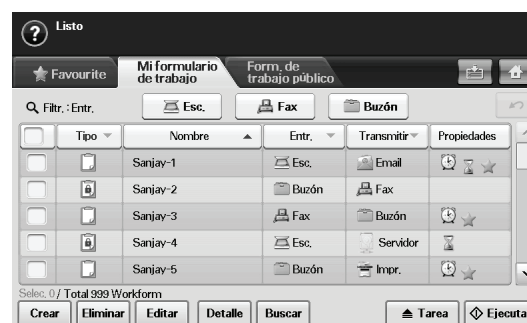 Listo
Favourite
Mi formulario
de trabajo
Form. de
trabajo público
Filtr. : Entr.
Esc.
Fax
Buzón
Tipo Nombre Entr. Transmitir Propiedades
Sanjay-1 Esc. Email
Sanjay-2 Buzón Fax
Sanjay-3 Fax Buzón
Sanjay-4 Esc. Servidor
Sanjay-5 Buzón Impr.
Selec. 0 / Total 999 Workform
Crear Eliminar Editar Detalle Buscar Tarea Ejecuta